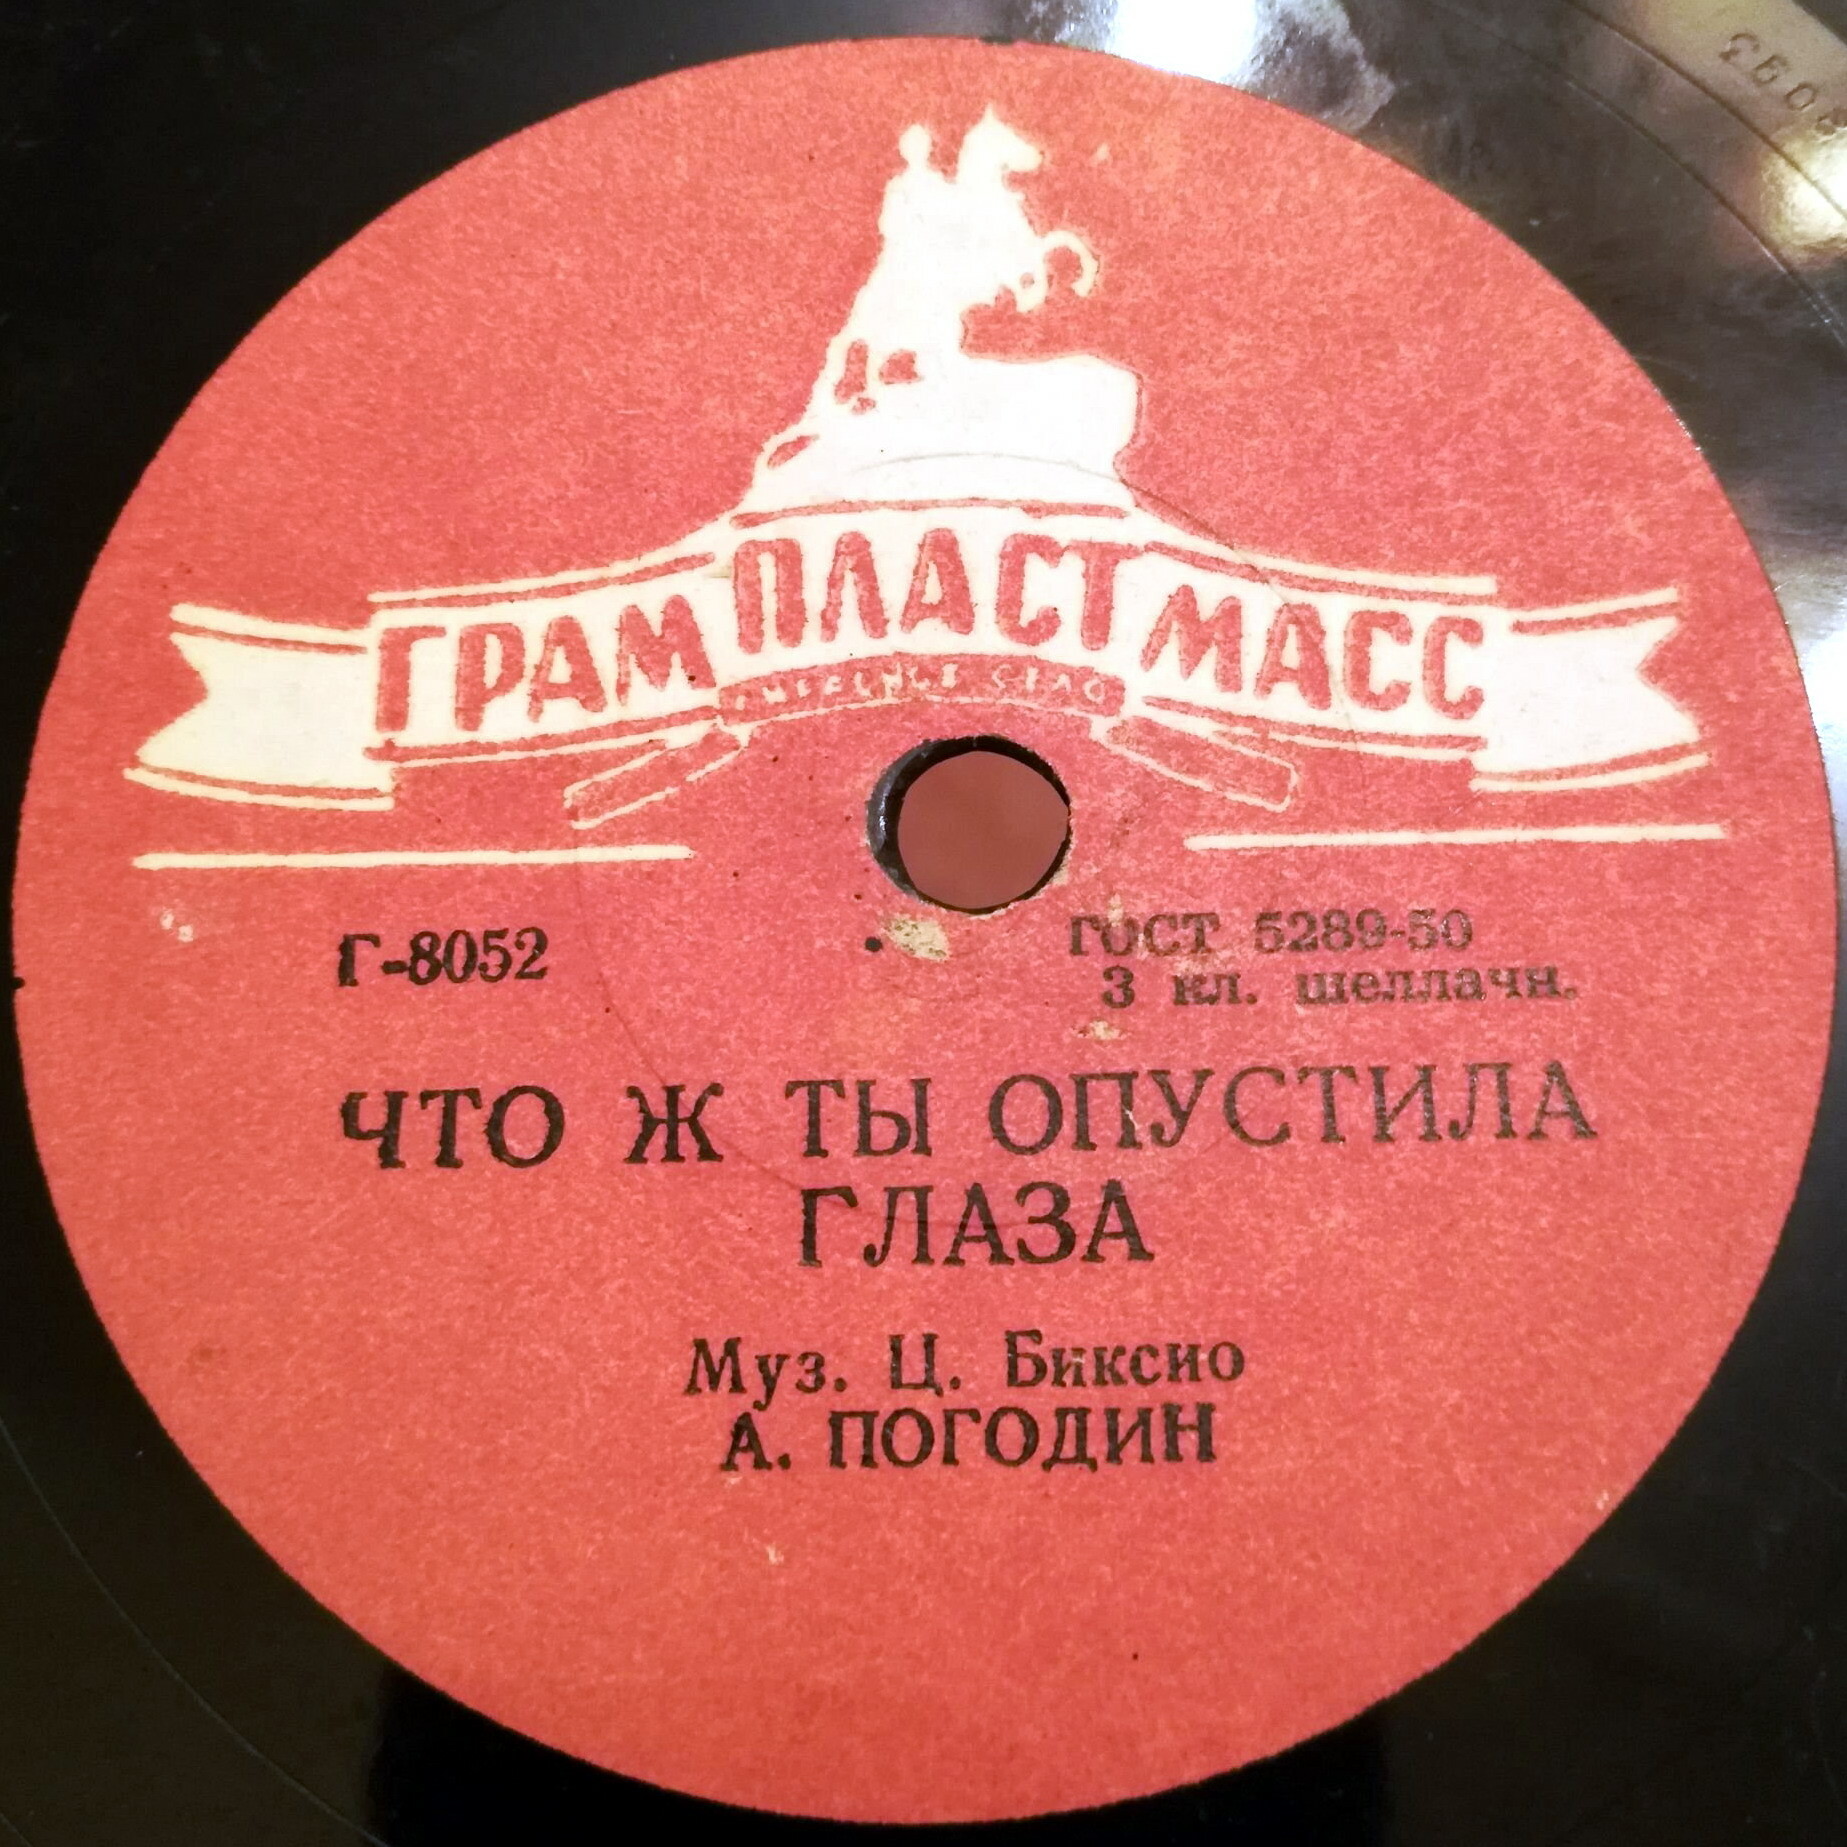 ГРАМПЛАСТМАСС
Г-8052
ГОСТ 5289-50
3 кл. шеллачн.
ЧТО Ж ТЫ ОПУСТИЛА
ГЛАЗА
Муз. Ц. Биксио
А. ПОГОДИН